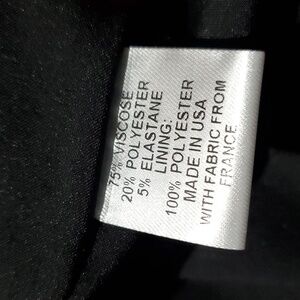 75% VISCOSE
20% POLYESTER
5% ELASTANE
LINING:
100% POLYESTER
MADE IN USA
WITH FABRIC FROM
FRANCE